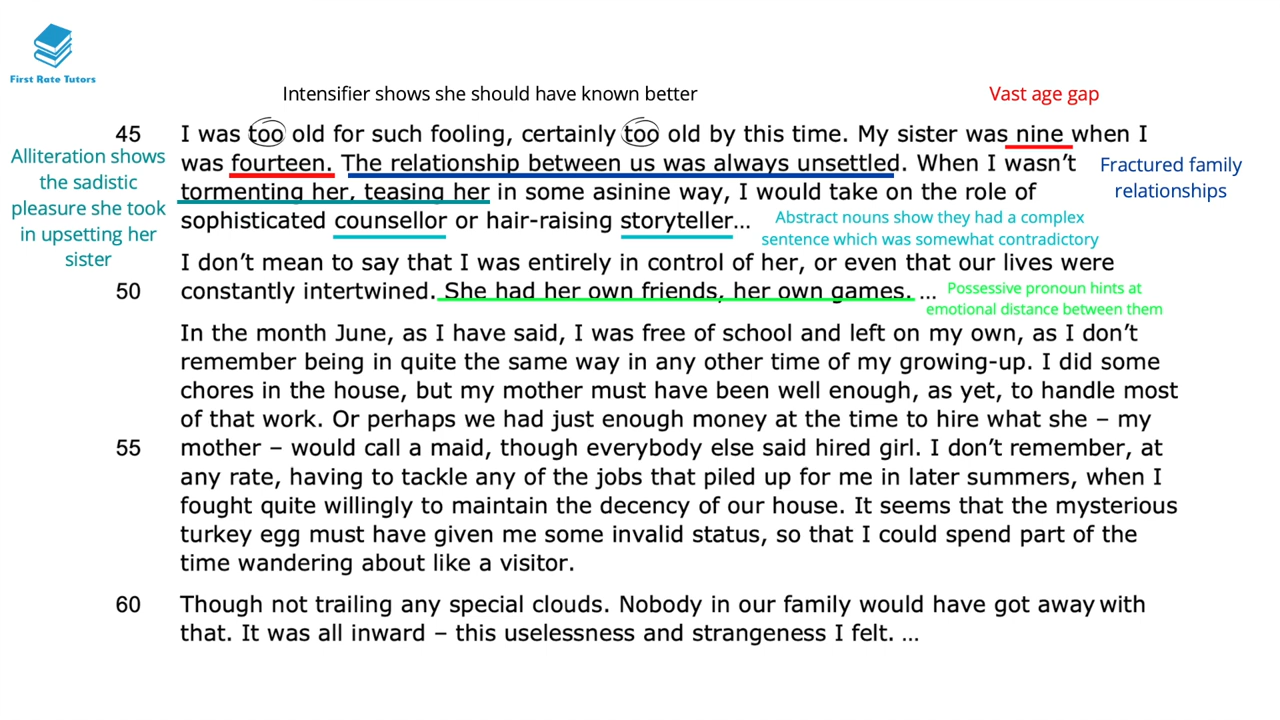 First Rate Tutors
Intensifier shows she should have known better
Vast age gap
45 I was too old for such fooling, certainly too old by this time. My sister was nine when I
was fourteen. The relationship between us was always unsettled. When I wasn't
tormenting her, teasing her in some asinine way, I would take on the role of
sophisticated counsellor or hair-raising storyteller...
Alliteration shows
the sadistic
pleasure she took
in upsetting her
sister
Fractured family
relationships
Abstract nouns show they had a complex
sentence which was somewhat contradictory
I don't mean to say that I was entirely in control of her, or even that our lives were
50 constantly intertwined. She had her own friends, her own games. ...
Possessive pronoun hints at
emotional distance between them
In the month June, as I have said, I was free of school and left on my own, as I don't
remember being in quite the same way in any other time of my growing-up. I did some
chores in the house, but my mother must have been well enough, as yet, to handle most
of that work. Or perhaps we had just enough money at the time to hire what she – my
55 mother – would call a maid, though everybody else said hired girl. I don't remember, at
any rate, having to tackle any of the jobs that piled up for me in later summers, when I
fought quite willingly to maintain the decency of our house. It seems that the mysterious
turkey egg must have given me some invalid status, so that I could spend part of the
time wandering about like a visitor.
60 Though not trailing any special clouds. Nobody in our family would have got away with
that. It was all inward – this uselessness and strangeness I felt. ...